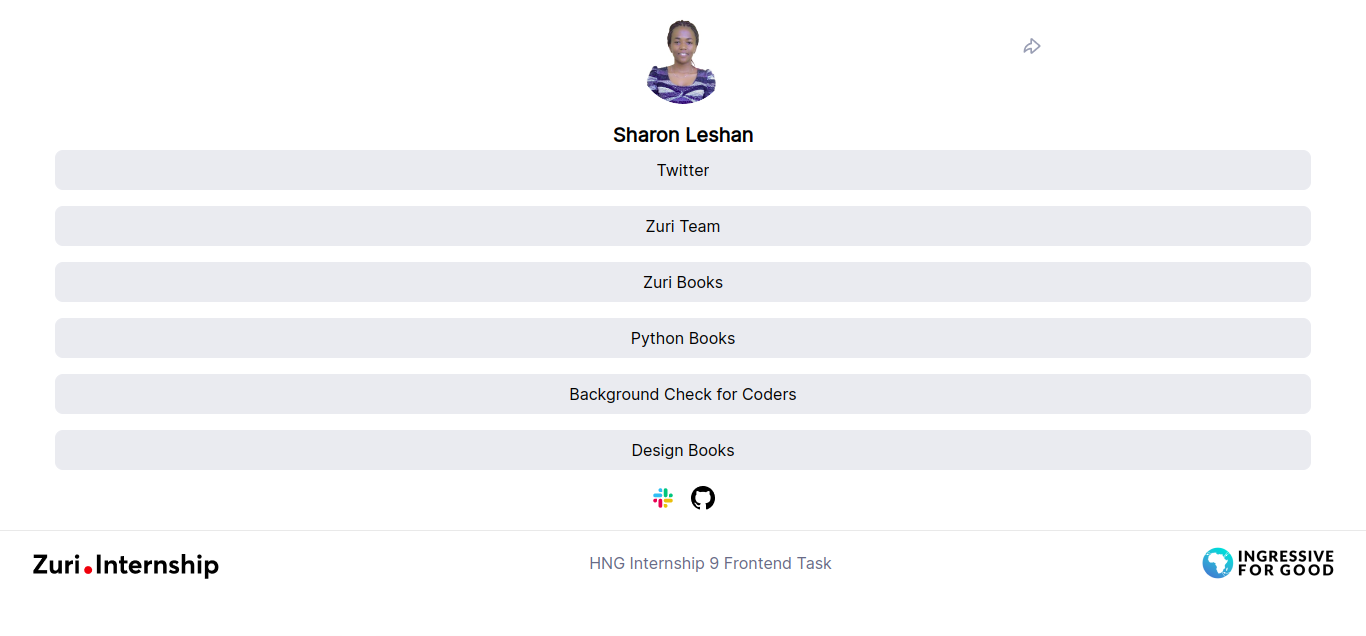 Sharon Leshan
Twitter
Zuri Team
Zuri Books
Python Books
Background Check for Coders
Design Books
Zuri.Internship
HNG Internship 9 Frontend Task
INGRESSIVE
FOR GOOD